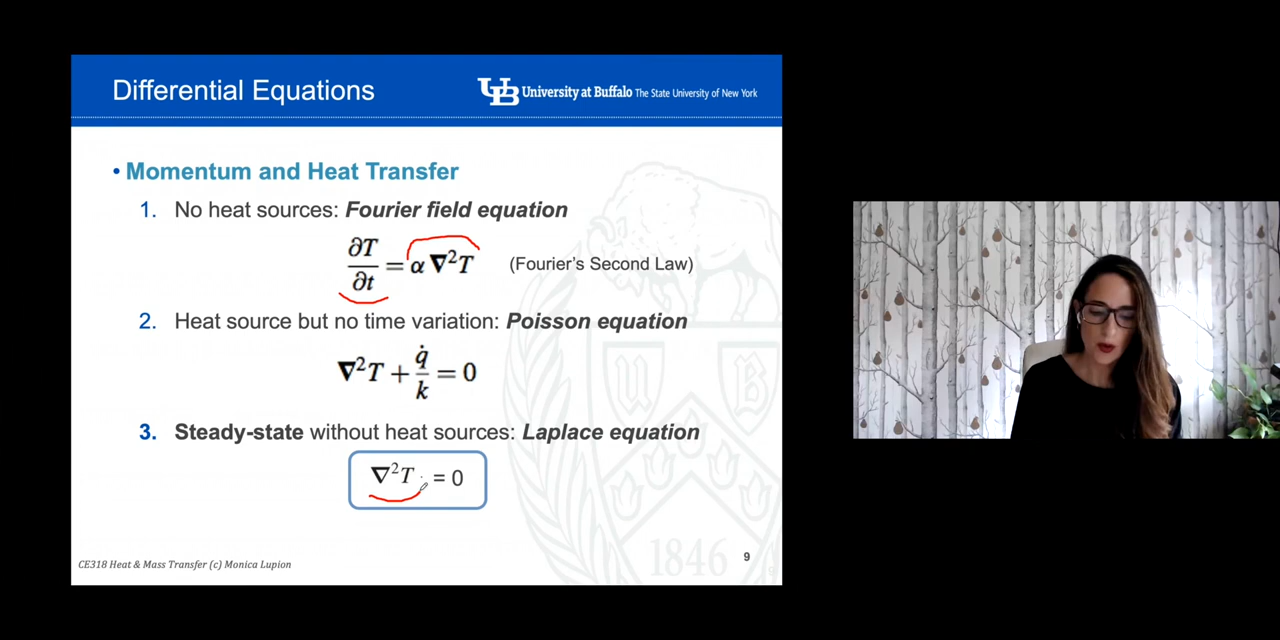 Differential Equations
UB University at Buffalo The State University of New York
• Momentum and Heat Transfer
1. No heat sources: Fourier field equation
∂T/∂t = α ∇²T (Fourier's Second Law)
2. Heat source but no time variation: Poisson equation
∇²T + q̇/k = 0
3. Steady-state without heat sources: Laplace equation
∇²T = 0
U B
1846
CE318 Heat & Mass Transfer (c) Monica Lupion
9